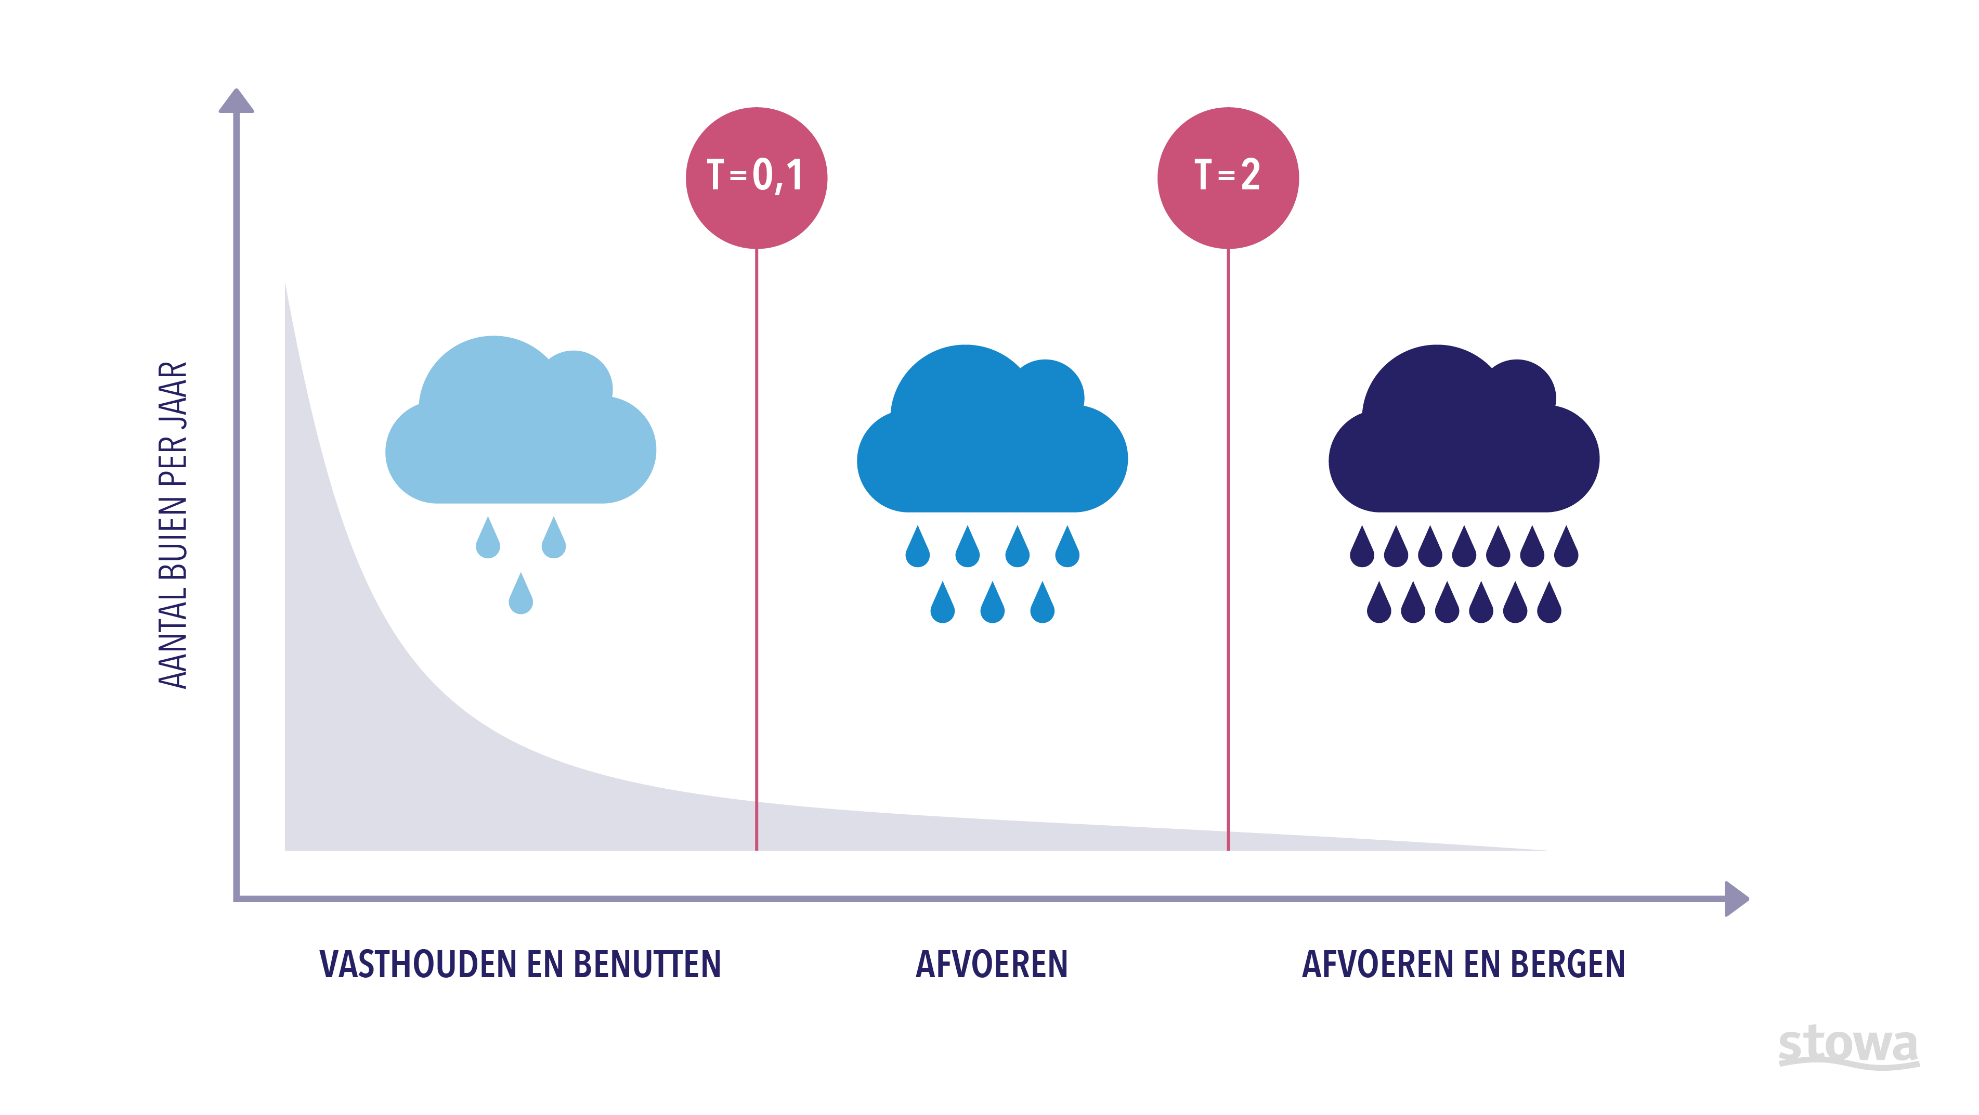 T=0,1
T=2
AANTAL BUIEN PER JAAR
VASTHOUDEN EN BENUTTEN
AFVOEREN
AFVOEREN EN BERGEN
stowa